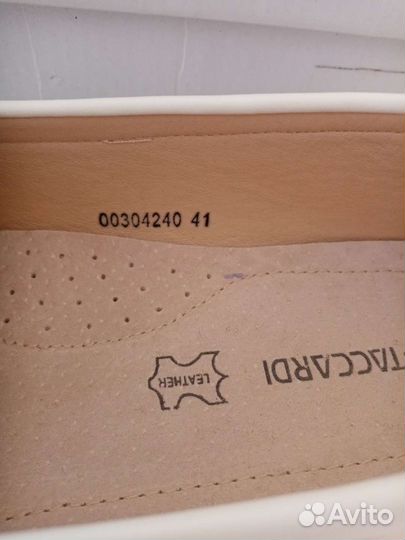 00304240 41
LEATHER
TACCARDI
Avito